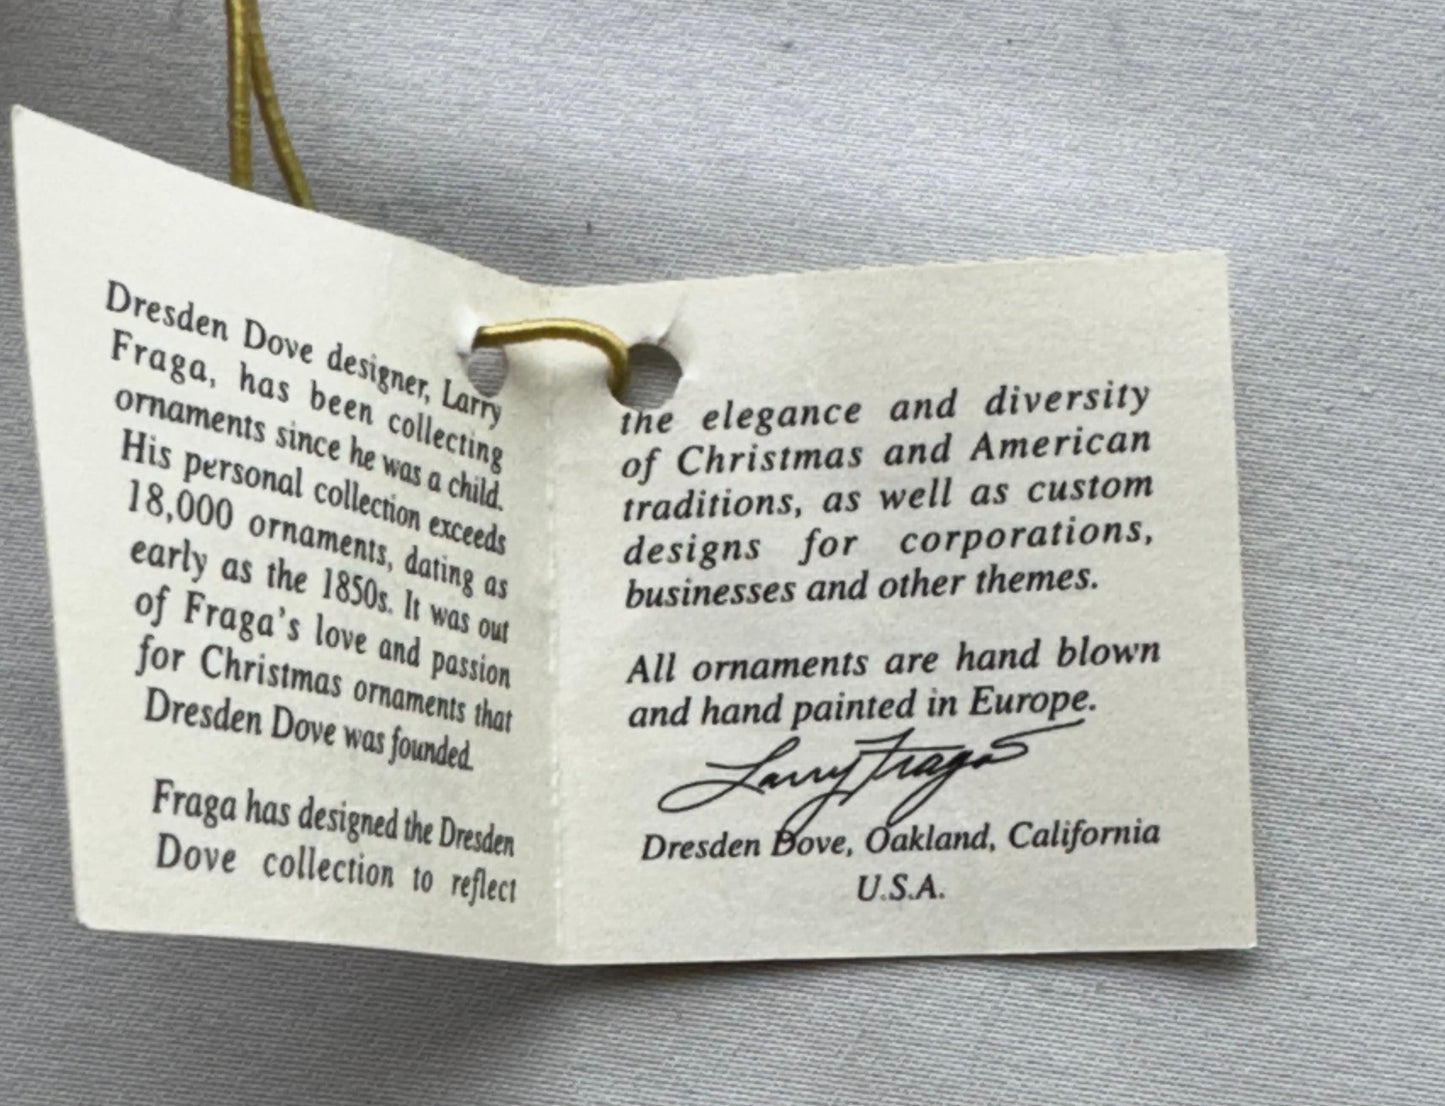 Dresden Dove designer, Larry
Fraga, has been collecting
ornaments since he was a child.
His personal collection exceeds
18,000 ornaments, dating as
early as the 1850s. It was out
of Fraga's love and passion
for Christmas ornaments that
Dresden Dove was founded.
Fraga has designed the Dresden
Dove collection to reflect
the elegance and diversity
of Christmas and American
traditions, as well as custom
designs for corporations,
businesses and other themes.
All ornaments are hand blown
and hand painted in Europe.
Larry Fraga
Dresden Dove, Oakland, California
U.S.A.